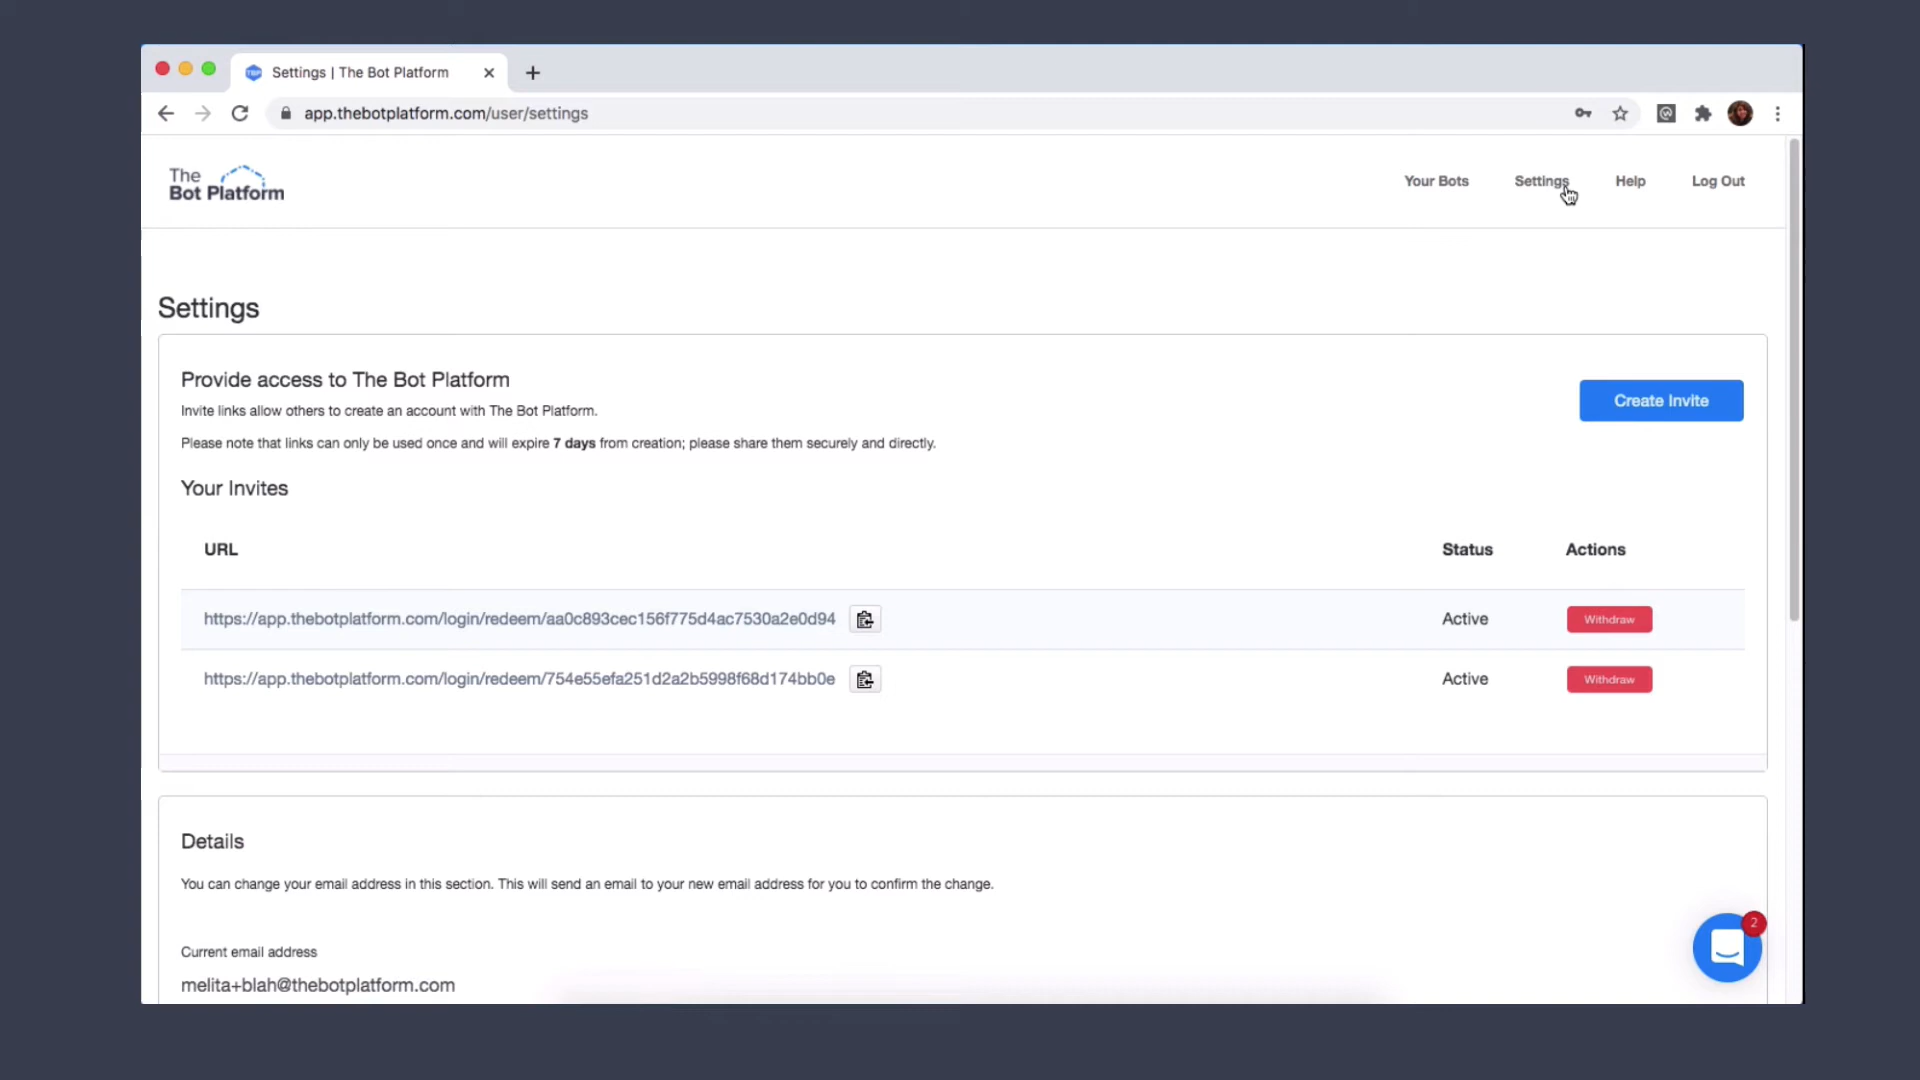 Settings | The Bot Platform
app.thebotplatform.com/user/settings
The
Bot Platform
Your Bots
Settings
Help
Log Out
Settings
Provide access to The Bot Platform
Invite links allow others to create an account with The Bot Platform.
Create Invite
Please note that links can only be used once and will expire 7 days from creation; please share them securely and directly.
Your Invites
URL
Status
Actions
https://app.thebotplatform.com/login/redeem/aa0c893cec156f775d4ac7530a2e0d94
Active
Withdraw
https://app.thebotplatform.com/login/redeem/754e55efa251d2a2b5998f68d174bb0e
Active
Withdraw
Details
You can change your email address in this section. This will send an email to your new email address for you to confirm the change.
2
Current email address
melita+blah@thebotplatform.com